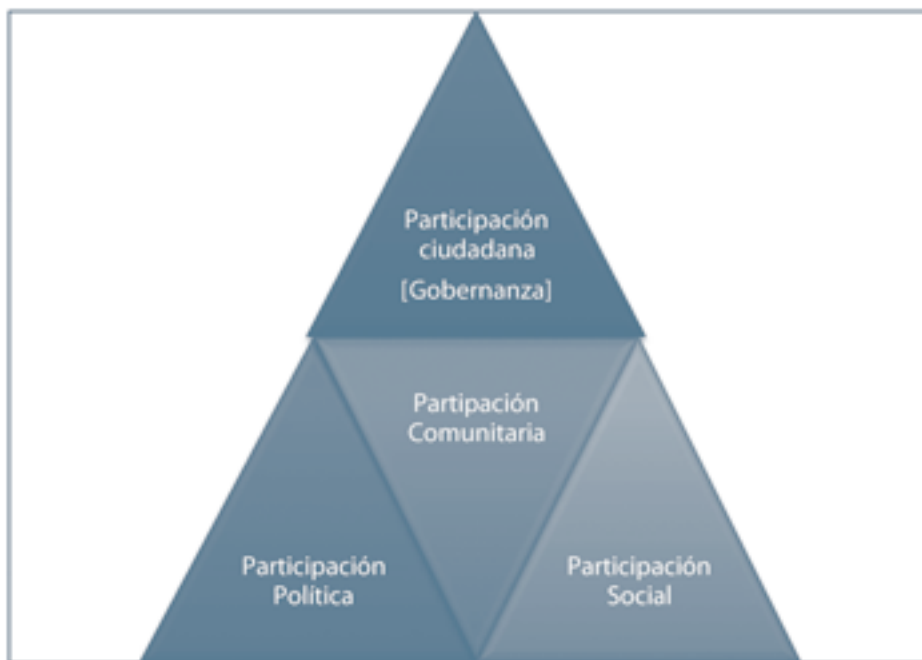 Participación
ciudadana
[Gobernanza]
Partipación
Comunitaria
Participación
Política
Participación
Social